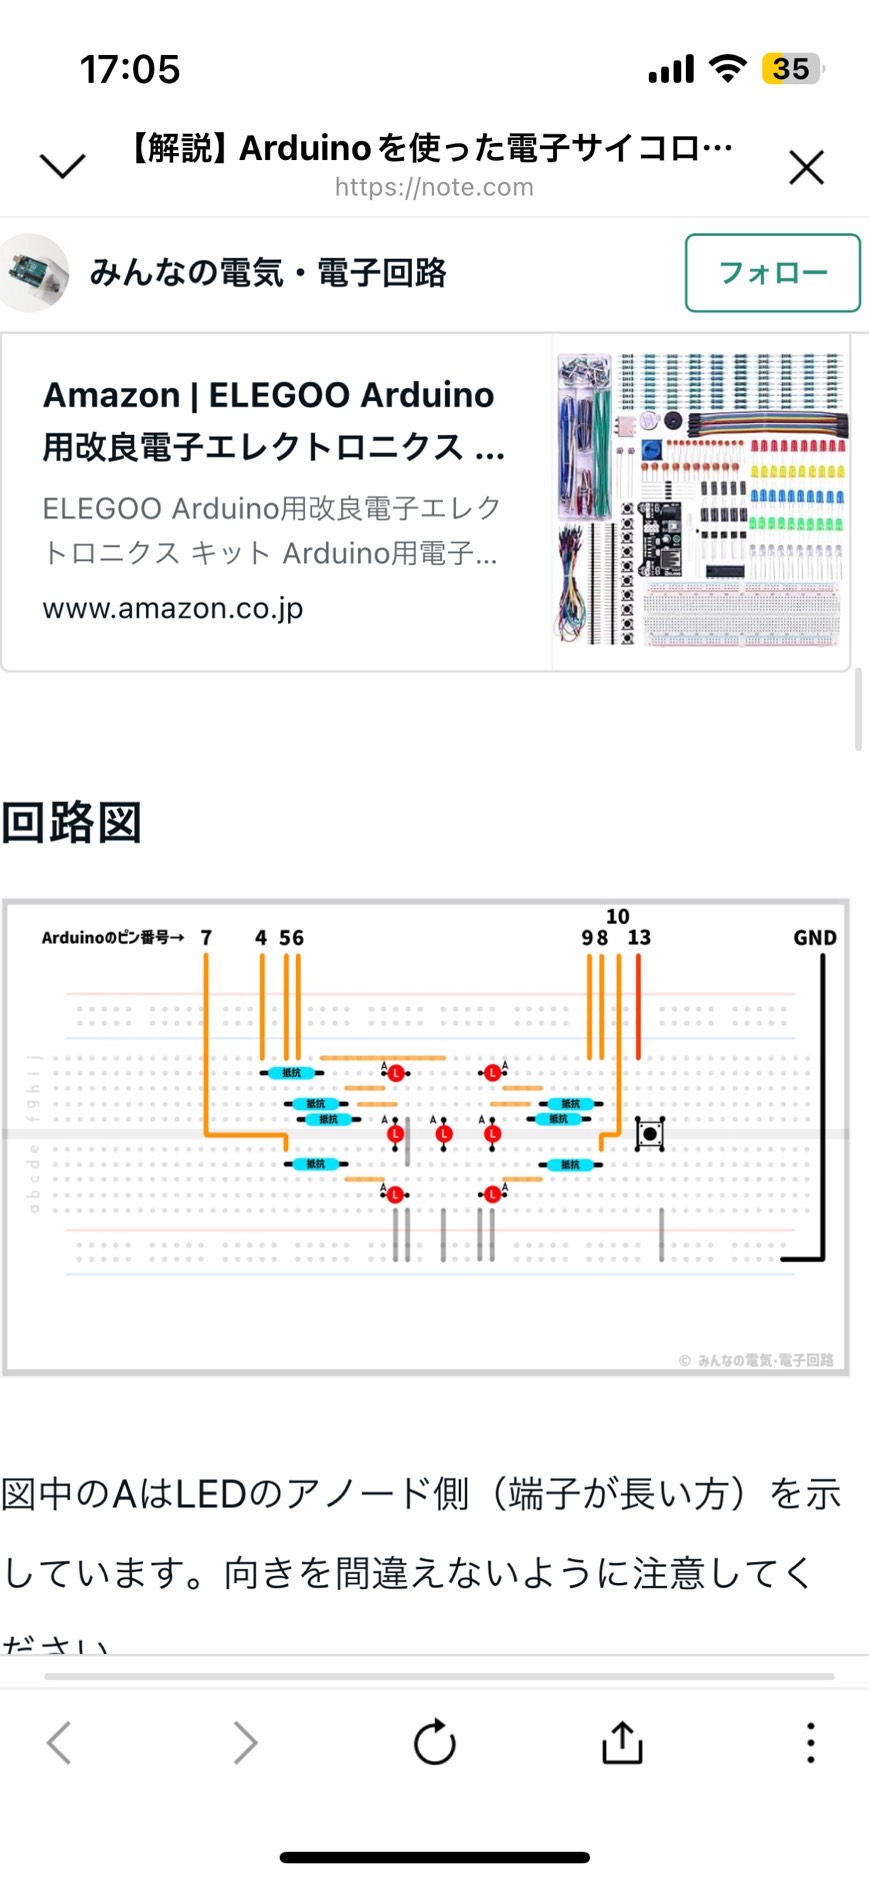 17:05
35
【解説】Arduinoを使った電子サイコロ…
https://note.com
みんなの電気・電子回路
フォロー
Amazon | ELEGOO Arduino
用改良電子エレクトロニクス ...
ELEGOO Arduino用改良電子エレク
トロニクス キット Arduino用電子...
www.amazon.co.jp
回路図
10
Arduinoのピン番号→ 7 4 5 6 9 8 13 GND
j
i
h
g
f
抵抗 A L L A
抵抗 抵抗
抵抗 抵抗
A L A L A L
e
d
c
b
a
抵抗 抵抗
A L L A
© みんなの電気・電子回路
図中のAはLEDのアノード側（端子が長い方）を示
しています。向きを間違えないように注意してく
ださい